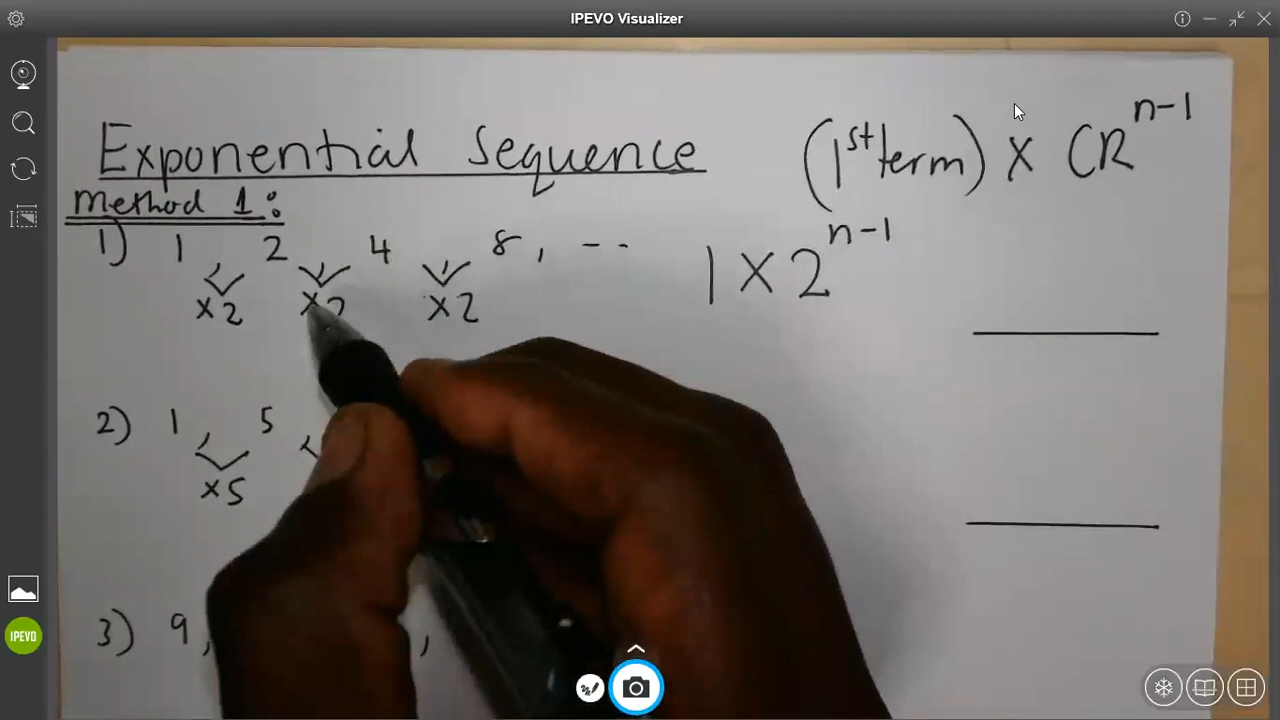 IPEVO Visualizer
Exponential Sequence
(1st term) X CR^n-1
Method 1:
1) 1, 2, 4, 8, - -
x2 x2 x2
1 X 2^n-1
2) 1, 5,
x5
3) 9, ,
IPEVO